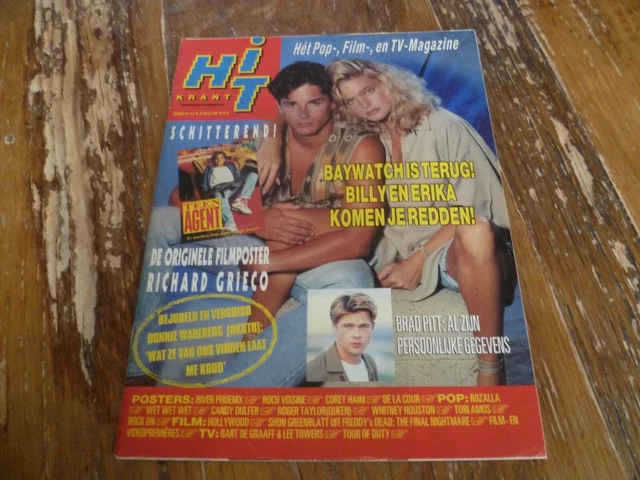 Hét Pop-, Film-, en TV-Magazine
HiT
KRANT
SCHITTEREND!
TEEN
AGENT
DE ORIGINELE FILMPOSTER
RICHARD GRIECO
BAYWATCH IS TERUG!
BILLY EN ERIKA
KOMEN JE REDDEN!
BEJUBELD EN VERGUISD
DONNIE WAHLBERG (NKOTB):
'WAT ZE VAN ONS VINDEN LAAT
ME KOUD'
BRAD PITT: AL ZIJN
PERSOONLIJKE GEGEVENS
POSTERS: RIVER PHOENIX ☞ ROCH VOISINE ☞ COREY HAIM ☞ DE LA COUR ☞ POP: ROZALLA
☞ WET WET WET ☞ CANDY DULFER ☞ ROGER TAYLOR (QUEEN) ☞ WHITNEY HOUSTON ☞ TORI AMOS ☞
ROCK ON ☞ FILM: HOLLYWOOD ☞ SHON GREENBLATT UIT FREDDY's DEAD: THE FINAL NIGHTMARE ☞ FILM- EN
VIDEOPREMIÈRES ☞ TV: BART DE GRAAFF & LEE TOWERS ☞ TOUR OF DUTY ☞